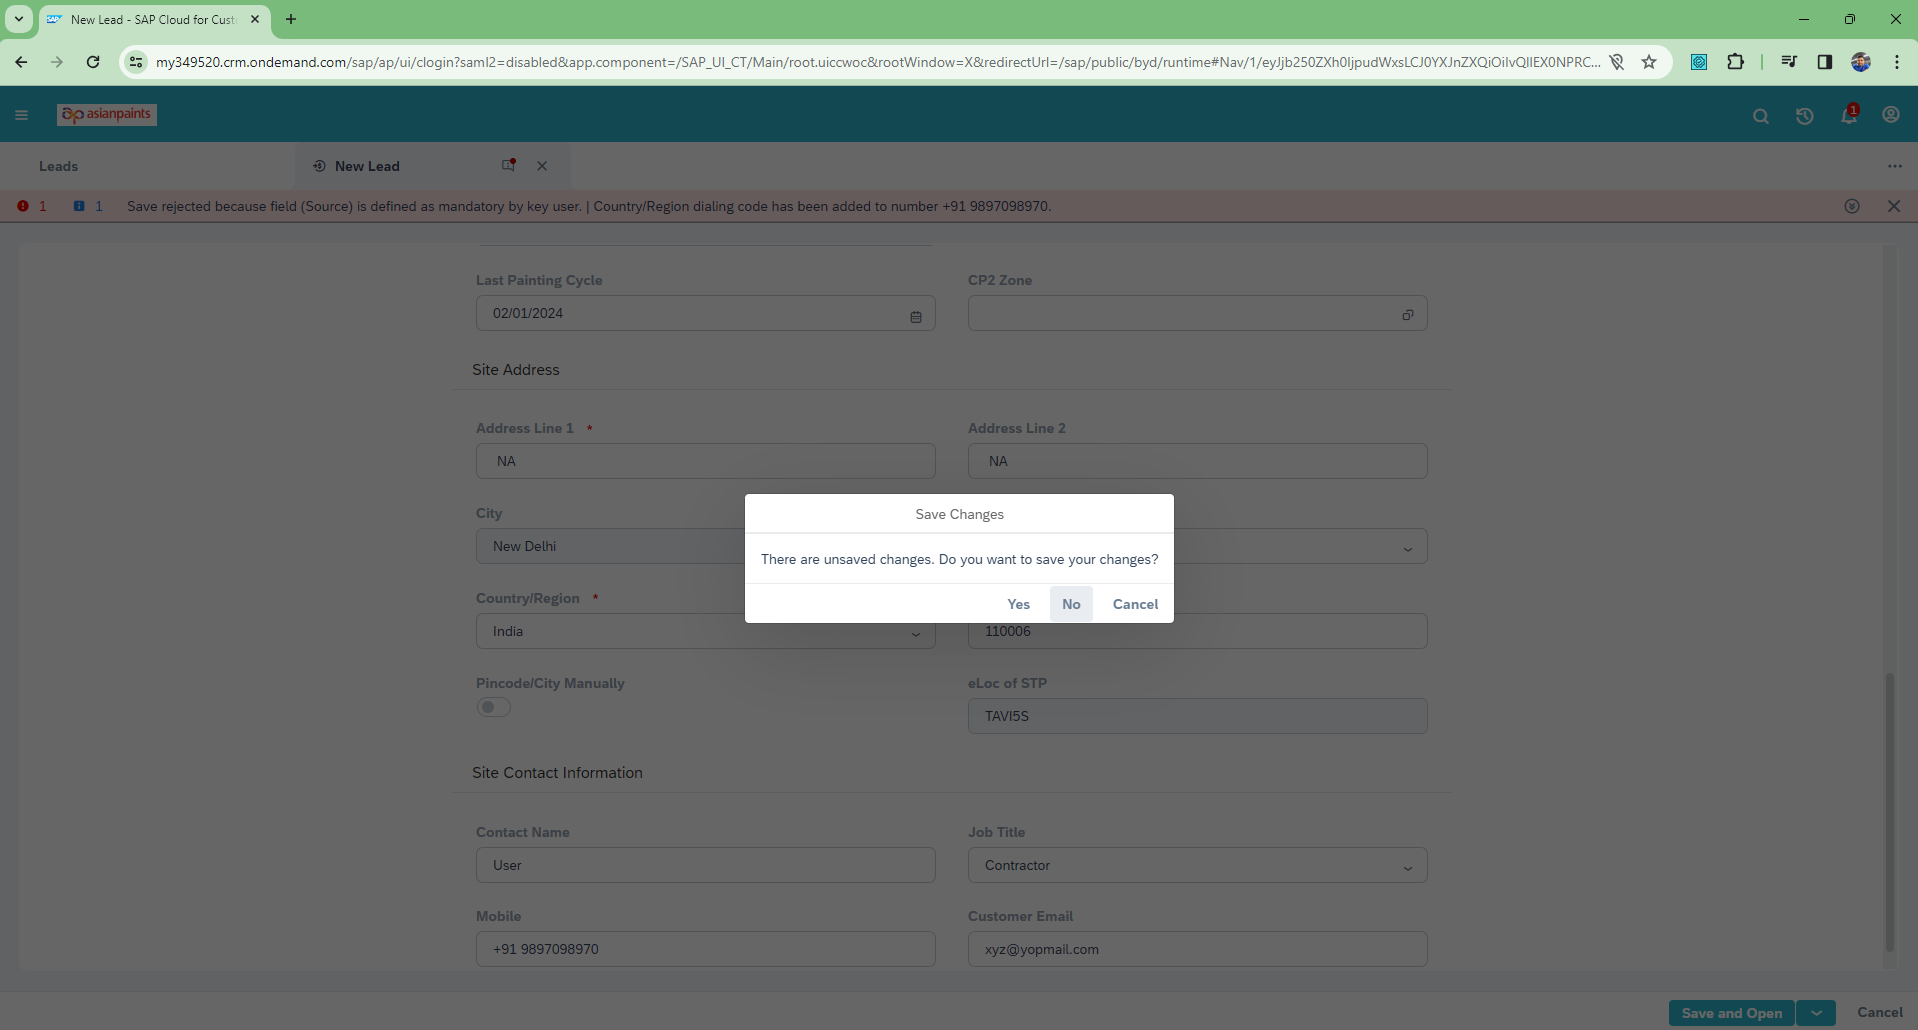 New Lead - SAP Cloud for Cust
my349520.crm.ondemand.com/sap/ap/ui/clogin?saml2=disabled&app.component=/SAP_UI_CT/Main/root.uiccwoc&rootWindow=X&redirectUrl=/sap/public/byd/runtime#Nav/1/eyJjb250ZXh0IjpudWxsLCJ0YXJnZXQiOiIvQllEX0NPRC...
asianpaints
1
Leads
New Lead
1 1 Save rejected because field (Source) is defined as mandatory by key user. | Country/Region dialing code has been added to number +91 9897098970.
Last Painting Cycle
CP2 Zone
02/01/2024
Site Address
Address Line 1 *
Address Line 2
NA
NA
City
New Delhi
Save Changes
There are unsaved changes. Do you want to save your changes?
Yes No Cancel
Country/Region *
India
110006
Pincode/City Manually
eLoc of STP
TAVI5S
Site Contact Information
Contact Name
Job Title
User
Contractor
Mobile
Customer Email
+91 9897098970
xyz@yopmail.com
Save and Open
Cancel